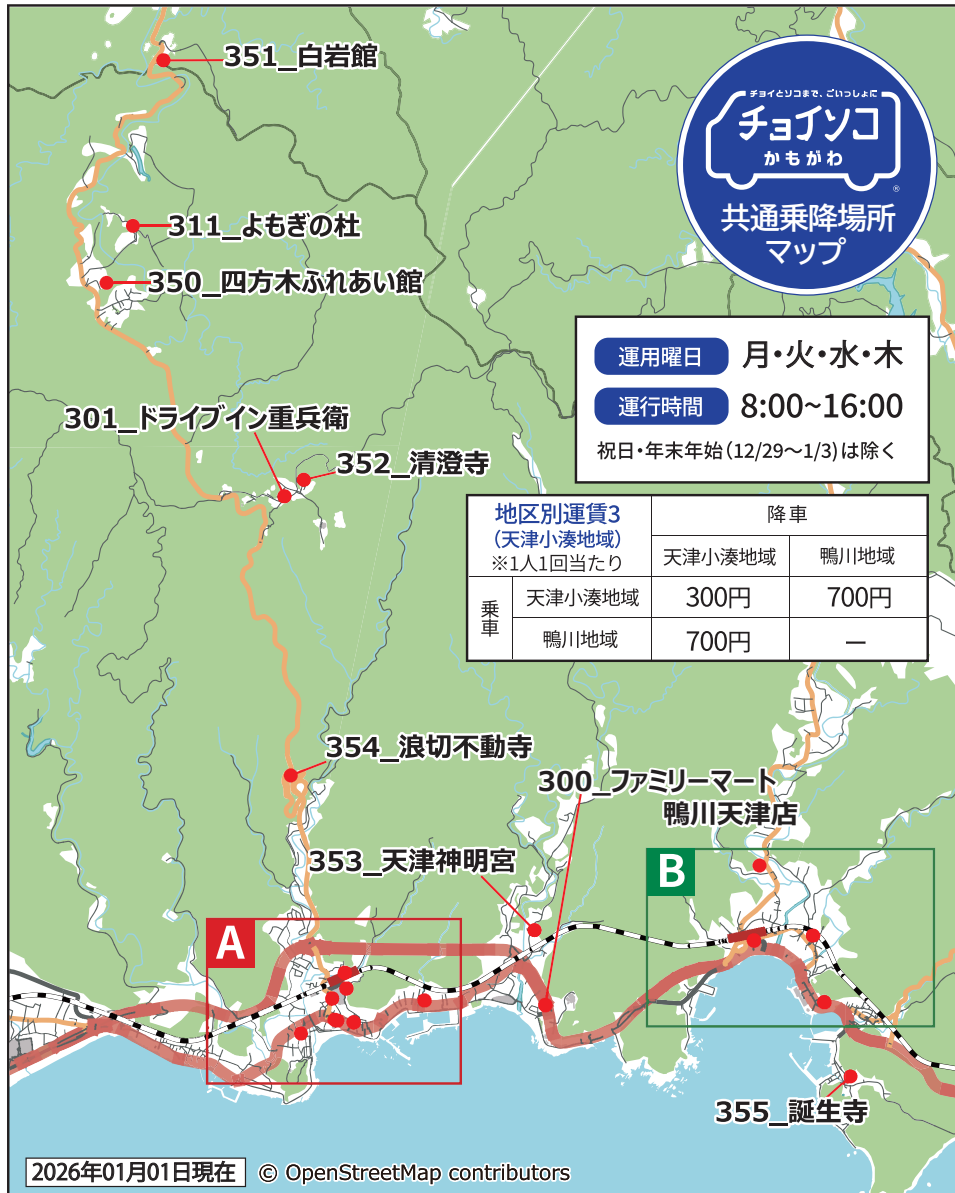 351_白岩館
チョイとソコまで、ごいっしょに
チョイソコ
かもがわ
®
共通乗降場所
マップ
311_よもぎの杜
350_四方木ふれあい館
運用曜日 月・火・水・木
運行時間 8:00~16:00
祝日・年末年始(12/29〜1/3)は除く
301_ドライブイン重兵衛
352_清澄寺
地区別運賃3
(天津小湊地域)
※1人1回当たり
降車
天津小湊地域 鴨川地域
乗車
天津小湊地域 300円 700円
鴨川地域 700円 ー
354_浪切不動寺
300_ファミリーマート
鴨川天津店
353_天津神明宮
B
A
355_誕生寺
2026年01月01日現在 © OpenStreetMap contributors